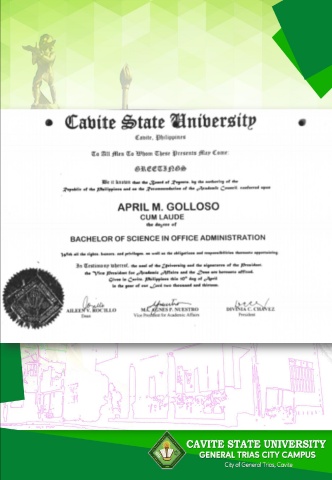 Cavite State University
Cavite, Philippines
To All Men To Whom These Presents May Come:
GREETINGS
Be it known that the Board of Regents, by the authority of the
Republic of the Philippines and on the Recommendation of the Academic Council, conferred upon
APRIL M. GOLLOSO
CUM LAUDE
the degree of
BACHELOR OF SCIENCE IN OFFICE ADMINISTRATION
With all the rights, honors, and privileges, as well as the obligations and responsibilities thereunto appertaining
In Testimony whereof, the seal of the University and the signatures of the President,
the Vice President for Academic Affairs and the Dean are hereunto affixed.
Given in Cavite, Philippines this 10th day of April
in the year of our Lord two thousand and thirteen.
AILEEN V. ROCILLO
MA. AGNES P. NUESTRO
DIVINIA C. CHAVEZ
Dean
Vice President for Academic Affairs
President
CAVITE STATE UNIVERSITY
GENERAL TRIAS CITY CAMPUS
City of General Trias, Cavite